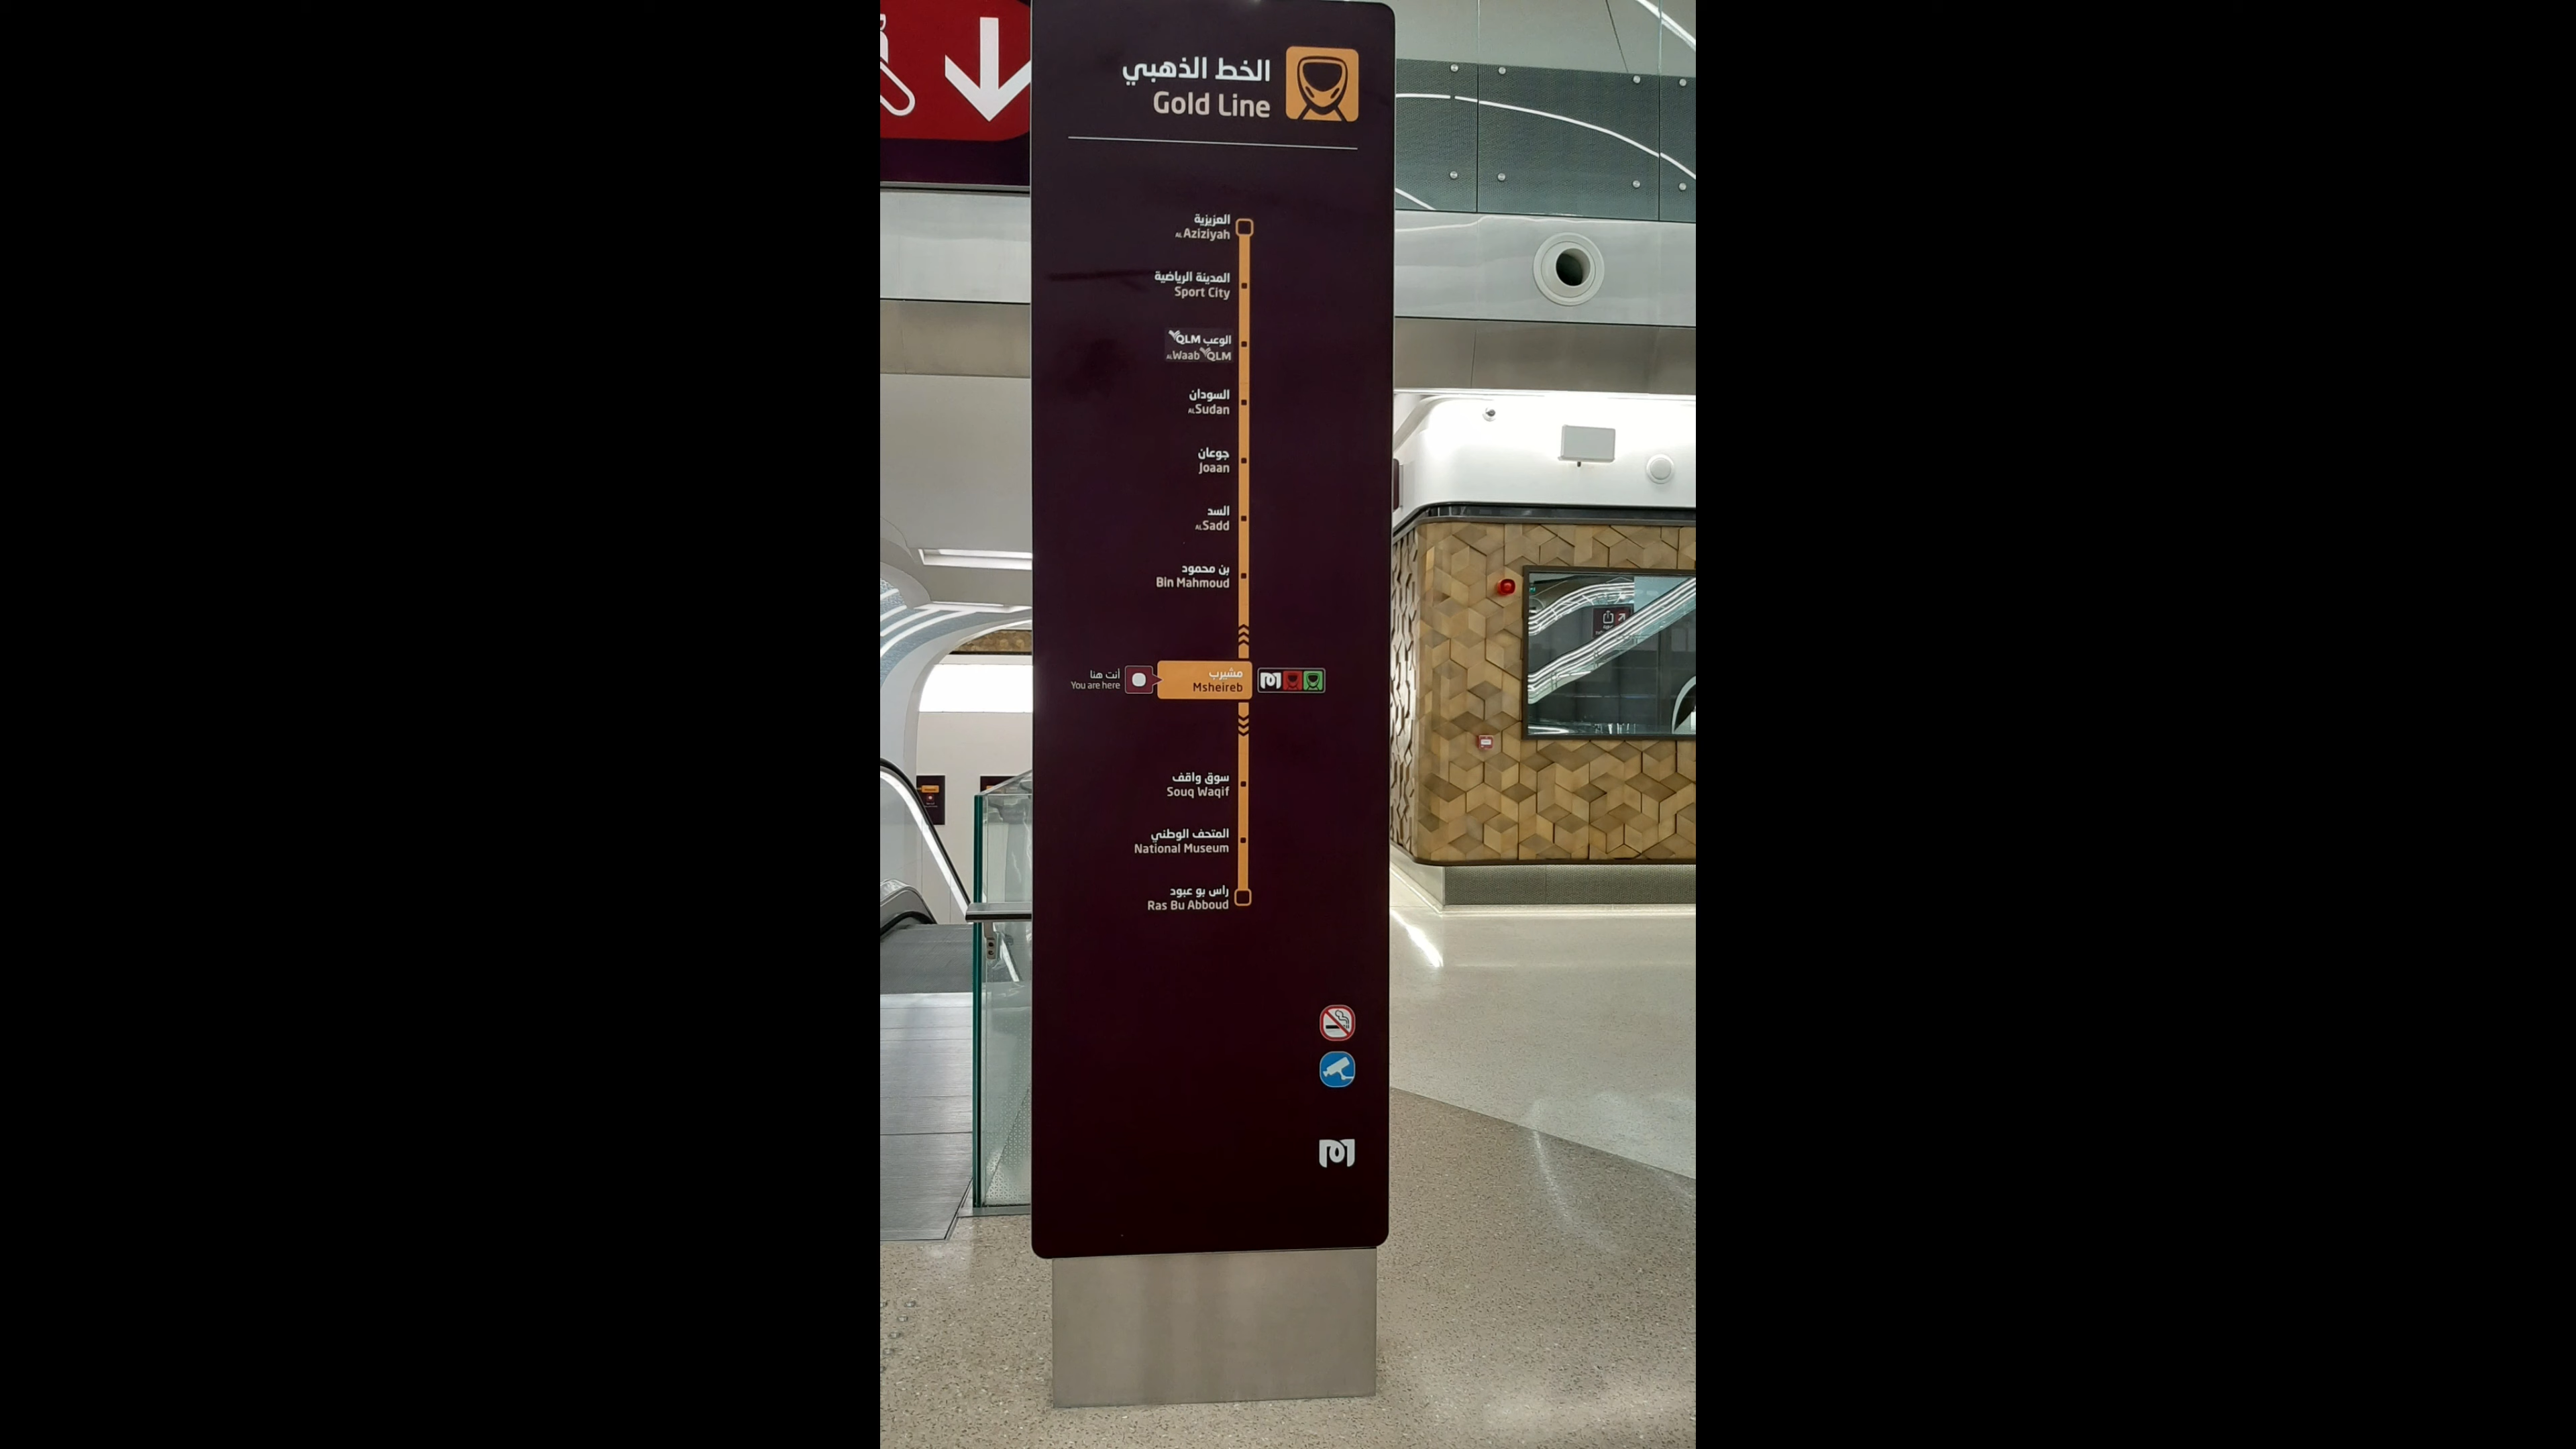 الخط الذهبي
Gold Line
العزيزية
AL Aziziyah
المدينة الرياضية
Sport City
الوعب QLM
AL Waab QLM
السودان
AL Sudan
جوعان
Joaan
السد
AL Sadd
بن محمود
Bin Mahmoud
أنت هنا
You are here
مشيرب
Msheireb
سوق واقف
Souq Waqif
المتحف الوطني
National Museum
راس بو عبود
Ras Bu Abboud